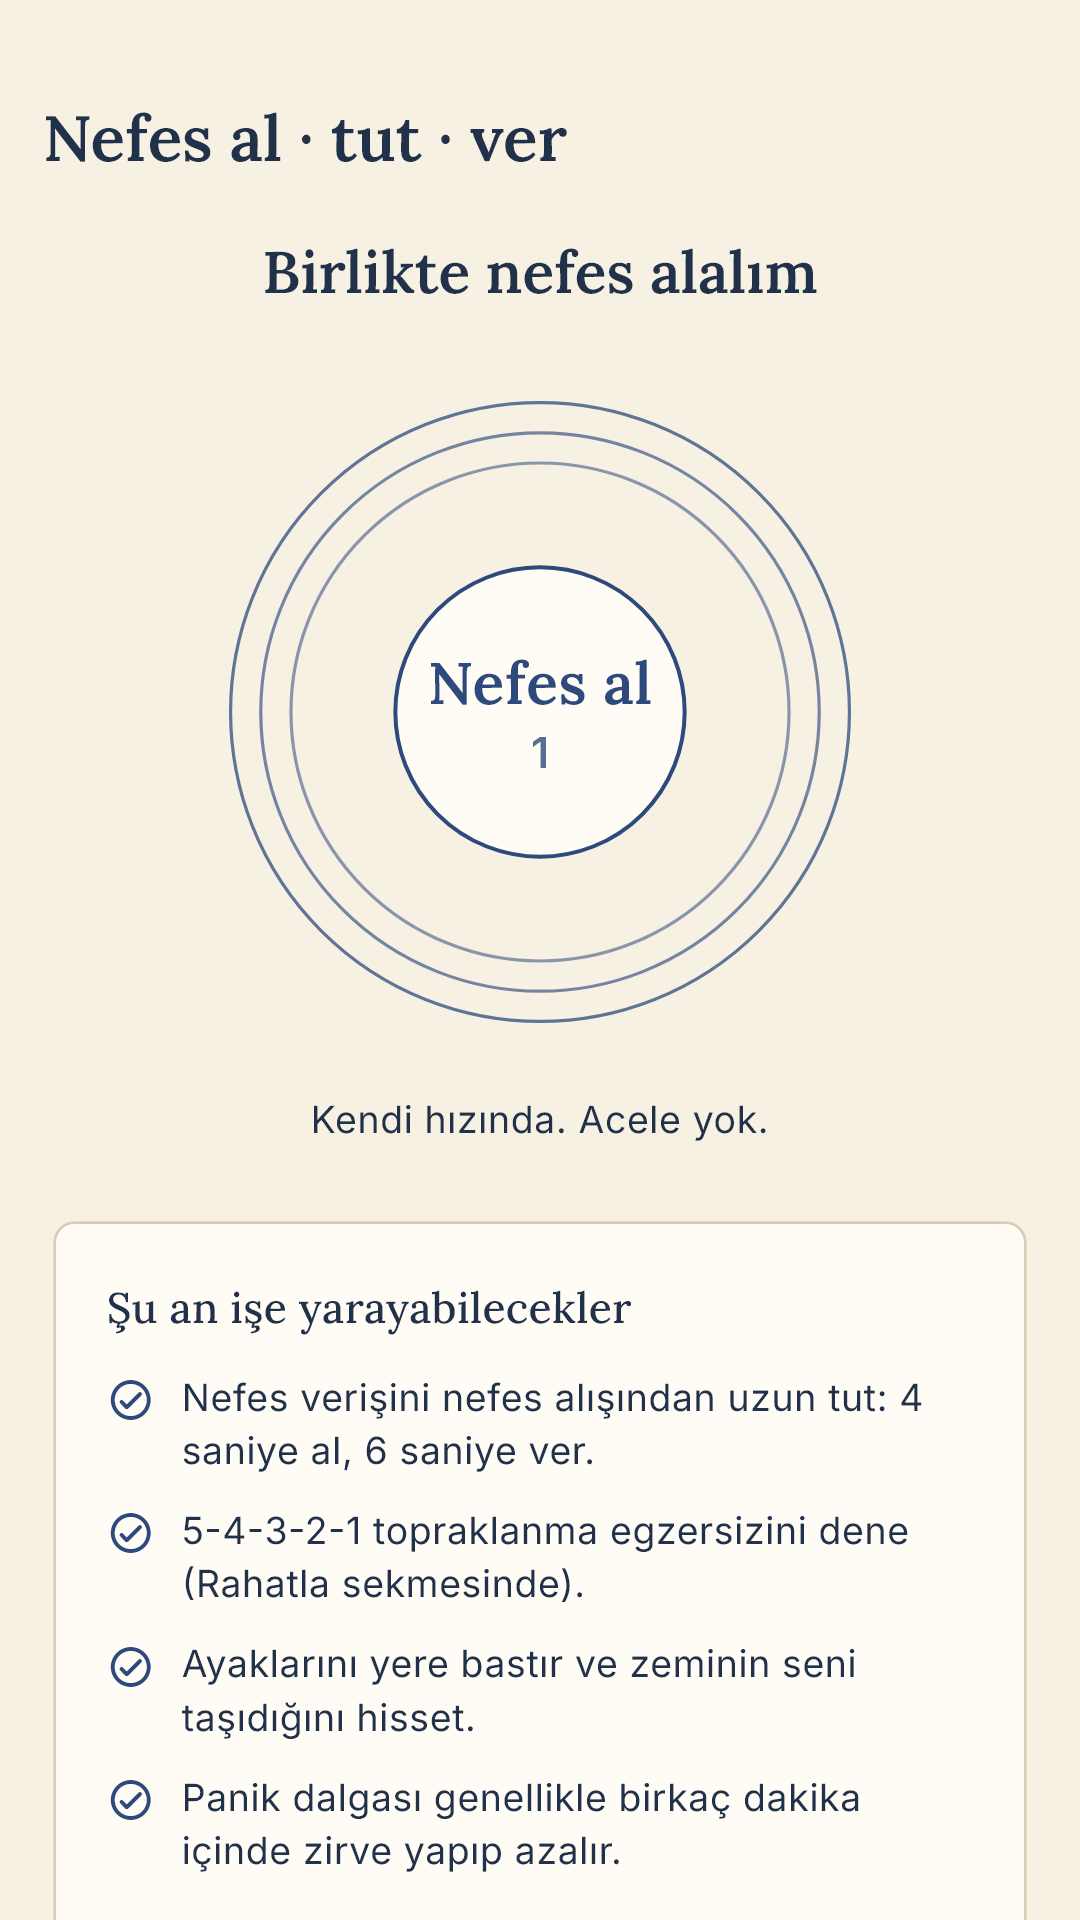 Nefes al · tut · ver
Birlikte nefes alalım
Nefes al
1
Kendi hızında. Acele yok.
Şu an işe yarayabilecekler
Nefes verişini nefes alışından uzun tut: 4
saniye al, 6 saniye ver.
5-4-3-2-1 topraklanma egzersizini dene
(Rahatla sekmesinde).
Ayaklarını yere bastır ve zeminin seni
taşıdığını hisset.
Panik dalgası genellikle birkaç dakika
içinde zirve yapıp azalır.